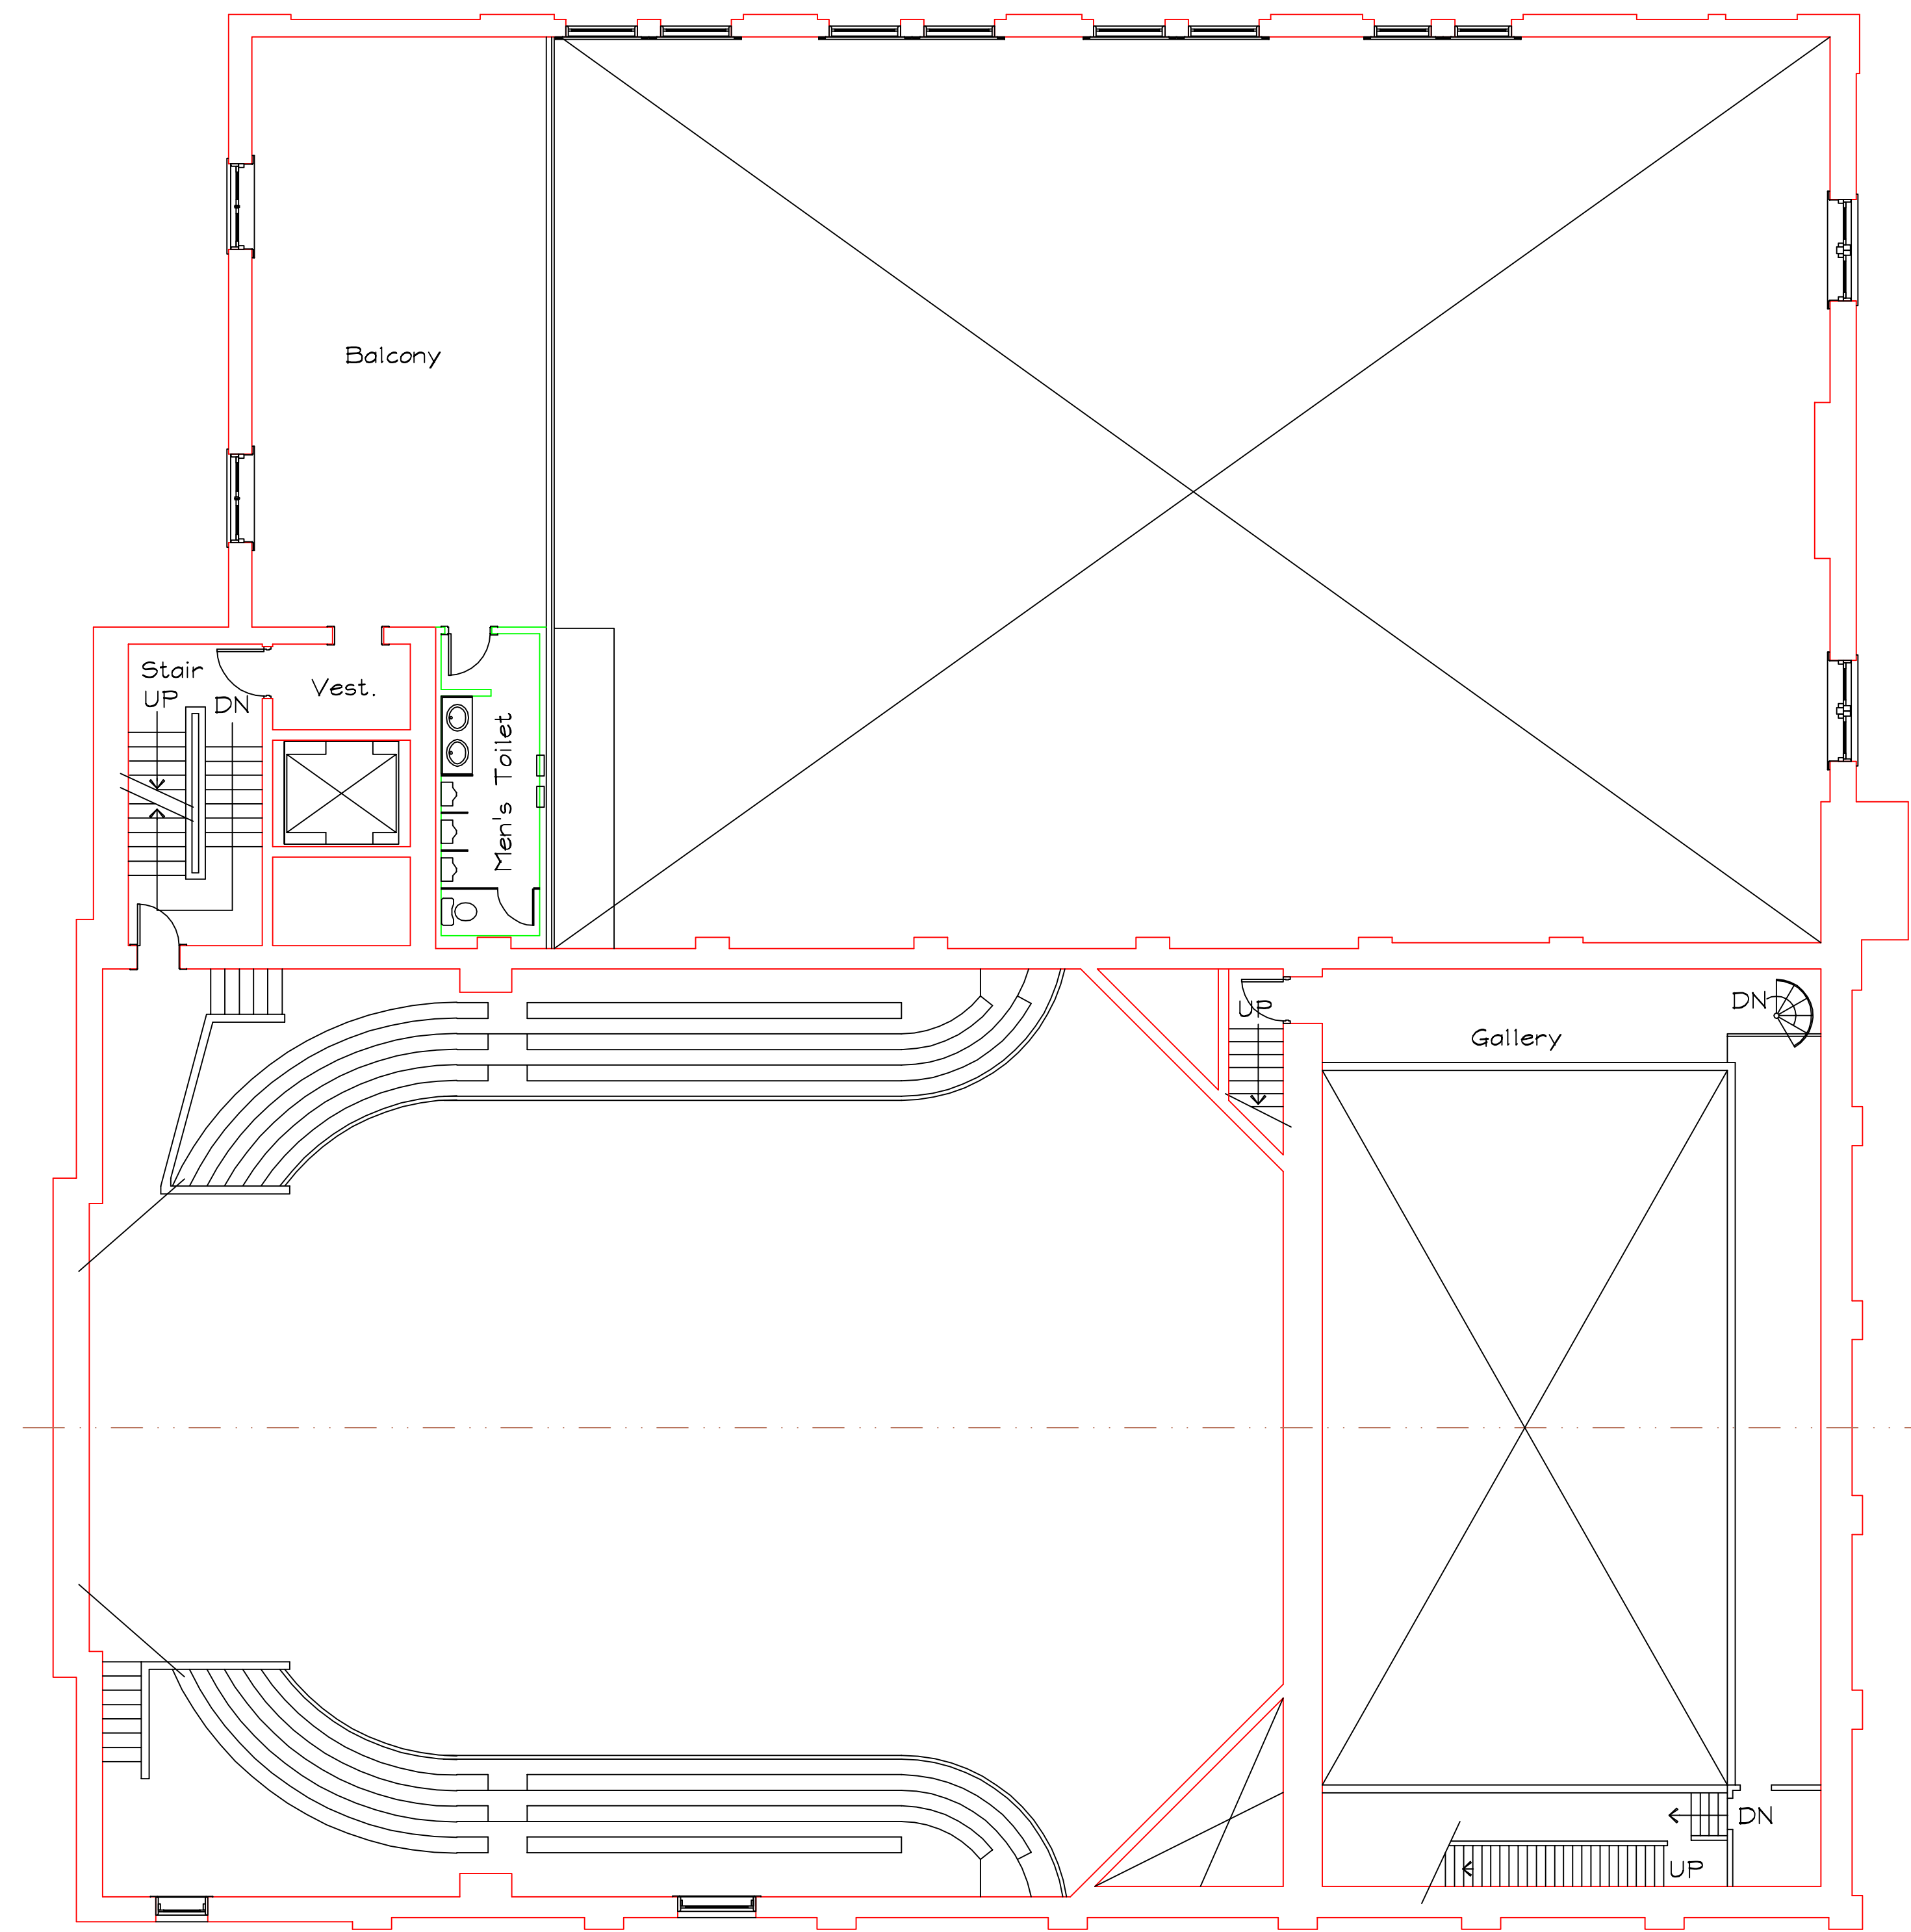 Balcony
Stair
UP
DN
Vest.
Men's Toilet
UP
DN
Gallery
DN
UP